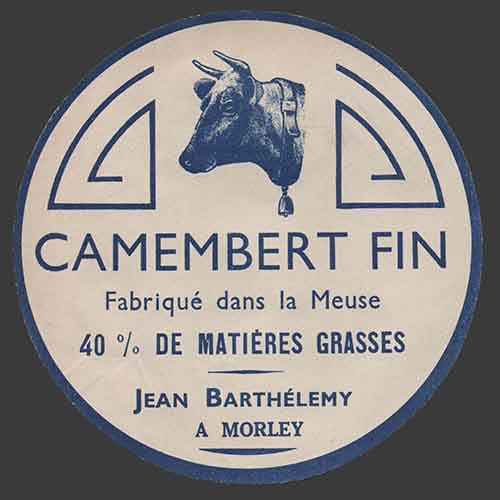 CAMEMBERT FIN
Fabriqué dans la Meuse
40 % DE MATIÈRES GRASSES
JEAN BARTHÉLEMY
A MORLEY